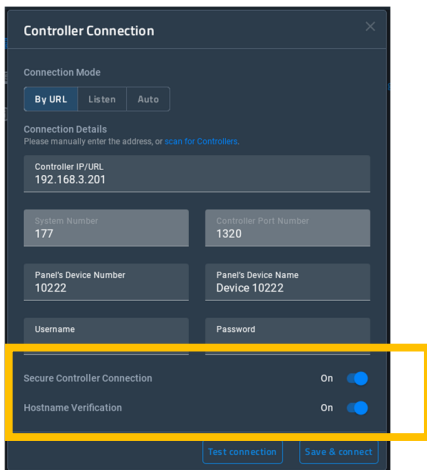 Controller Connection
Connection Mode
By URL Listen Auto
Connection Details
Please manually enter the address, or scan for Controllers.
Controller IP/URL
192.168.3.201
System Number Controller Port Number
177 1320
Panel's Device Number Panel's Device Name
10222 Device 10222
Username Password
Secure Controller Connection On
Hostname Verification On
Test connection Save & connect